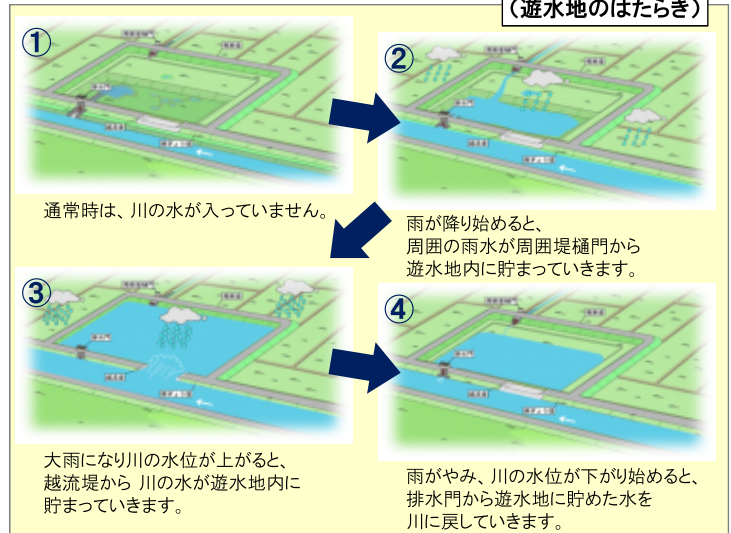 （遊水地のはたらき）
①
通常時は、川の水が入っていません。
②
雨が降り始めると、
周囲の雨水が周囲堤樋門から
遊水地内に貯まっていきます。
③
大雨になり川の水位が上がると、
越流堤から 川の水が遊水地内に
貯まっていきます。
④
雨がやみ、川の水位が下がり始めると、
排水門から遊水地に貯めた水を
川に戻していきます。